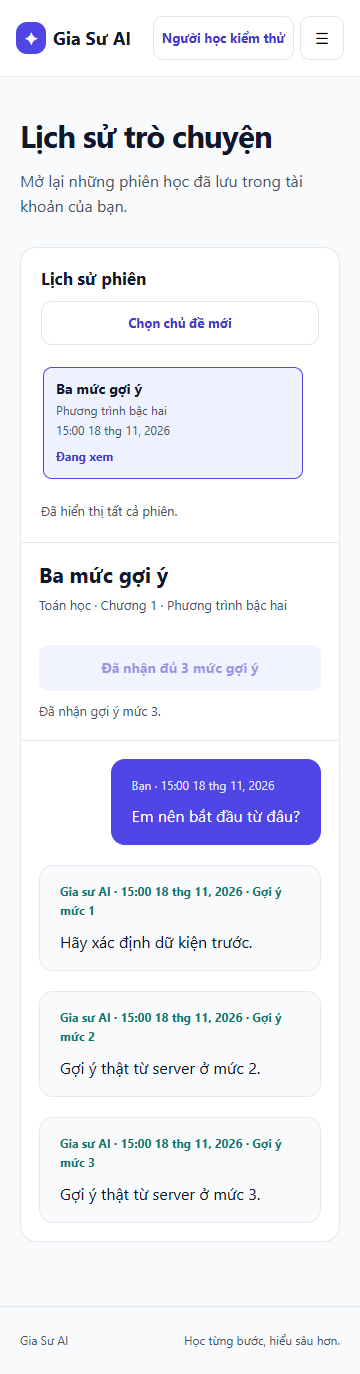 Gia Sư AI
Người học kiểm thử
Lịch sử trò chuyện
Mở lại những phiên học đã lưu trong tài
khoản của bạn.
Lịch sử phiên
Chọn chủ đề mới
Ba mức gợi ý
Phương trình bậc hai
15:00 18 thg 11, 2026
Đang xem
Đã hiển thị tất cả phiên.
Ba mức gợi ý
Toán học · Chương 1 · Phương trình bậc hai
Đã nhận đủ 3 mức gợi ý
Đã nhận gợi ý mức 3.
Bạn · 15:00 18 thg 11, 2026
Em nên bắt đầu từ đâu?
Gia sư AI · 15:00 18 thg 11, 2026 · Gợi ý
mức 1
Hãy xác định dữ kiện trước.
Gia sư AI · 15:00 18 thg 11, 2026 · Gợi ý
mức 2
Gợi ý thật từ server ở mức 2.
Gia sư AI · 15:00 18 thg 11, 2026 · Gợi ý
mức 3
Gợi ý thật từ server ở mức 3.
Gia Sư AI
Học từng bước, hiểu sâu hơn.